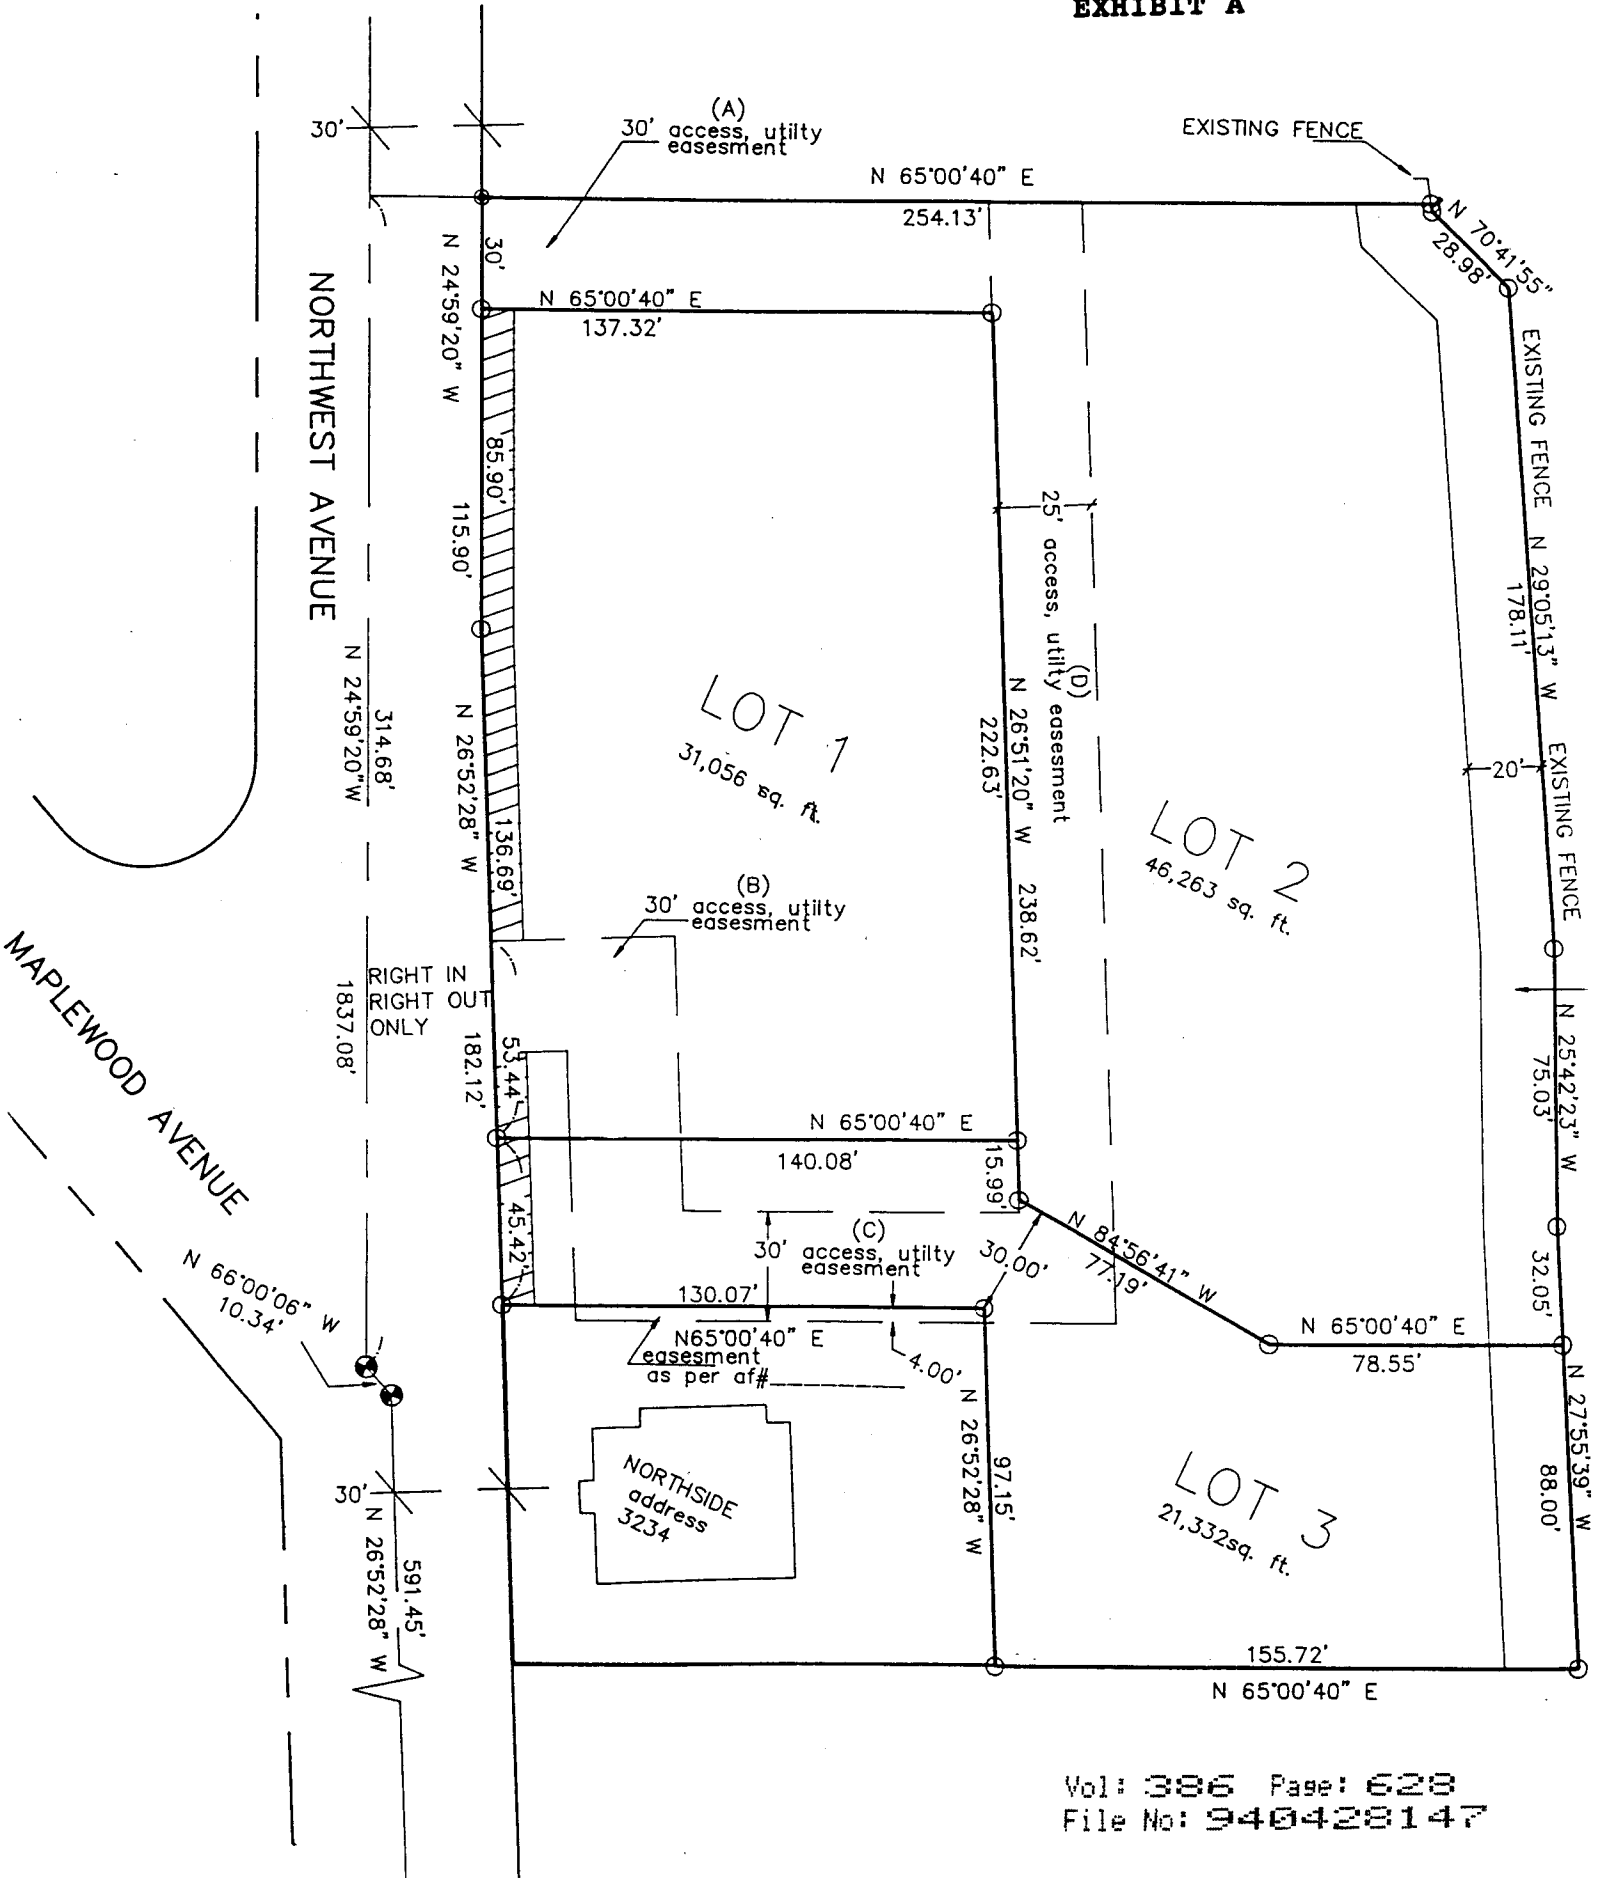 EXHIBIT A
(A)
30' access, utilty
easesment
EXISTING FENCE
30'
N 65°00'40" E
254.13'
N 70°41'55"
28.98'
30'
N 24°59'20" W
N 65°00'40" E
137.32'
NORTHWEST AVENUE
EXISTING FENCE
N 29°05'13" W
178.11'
85.90'
115.90'
25' access, utilty easesment
(D)
N 24°59'20"W
314.68'
N 26°52'28" W
136.69'
LOT 1
31,056 sq. ft.
N 26°51'20" W
222.63'
238.62'
20'
EXISTING FENCE
LOT 2
46,263 sq. ft.
(B)
30' access, utilty
easesment
MAPLEWOOD AVENUE
1837.08'
RIGHT IN
RIGHT OUT
ONLY
182.12'
53.44'
N 25°42'23" W
75.03'
N 65°00'40" E
140.08'
15.99'
45.42'
30'
(C)
access, utilty
easesment
30.00'
N 84°56'41" W
77.19'
32.05'
N 66°00'06" W
10.34'
130.07'
N65°00'40" E
easesment
as per af#
4.00'
N 65°00'40" E
78.55'
N 26°52'28" W
97.15'
N 27°55'39" W
88.00'
NORTHSIDE
address
3234
30'
N 26°52'28" W
591.45'
LOT 3
21,332sq. ft.
155.72'
N 65°00'40" E
Vol: 386 Page: 628
File No: 940428147